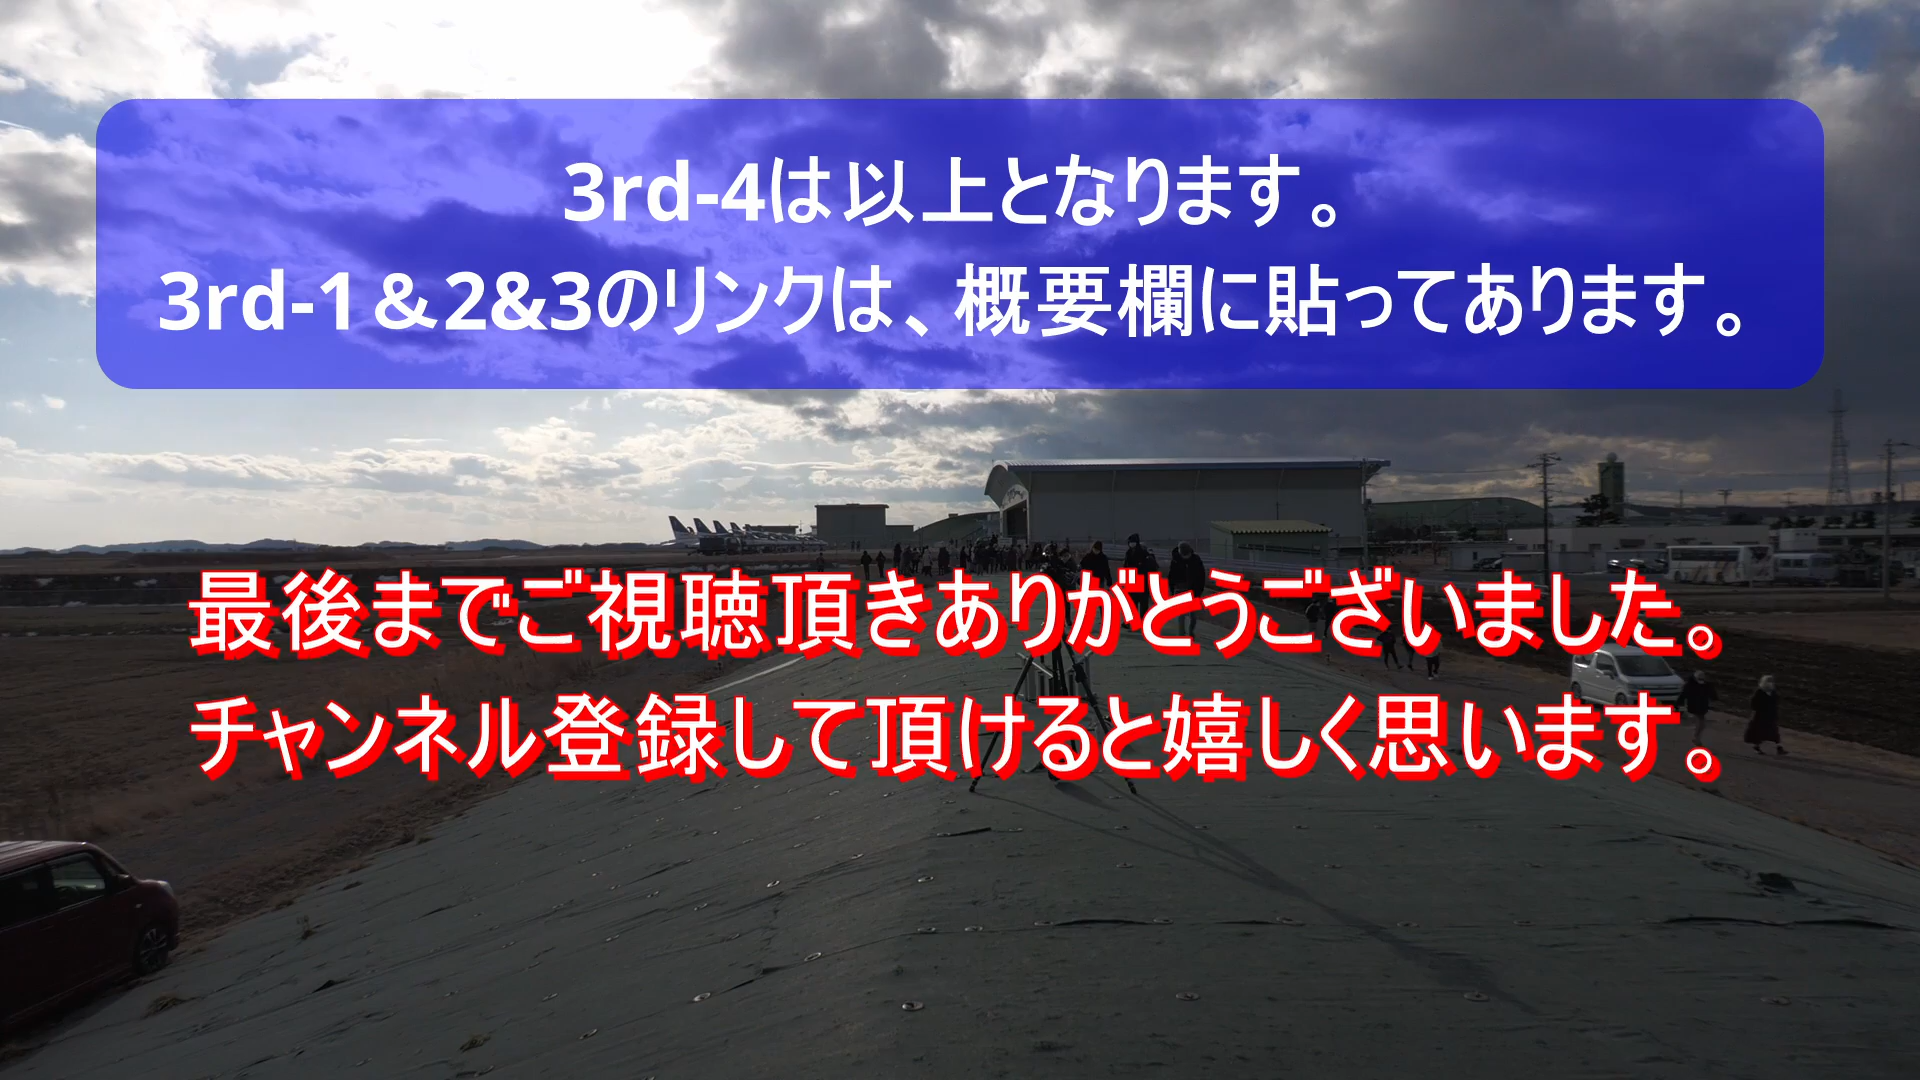 3rd-4は以上となります。
3rd-1＆2&3のリンクは、概要欄に貼ってあります。
最後までご視聴頂きありがとうございました。
チャンネル登録して頂けると嬉しく思います。